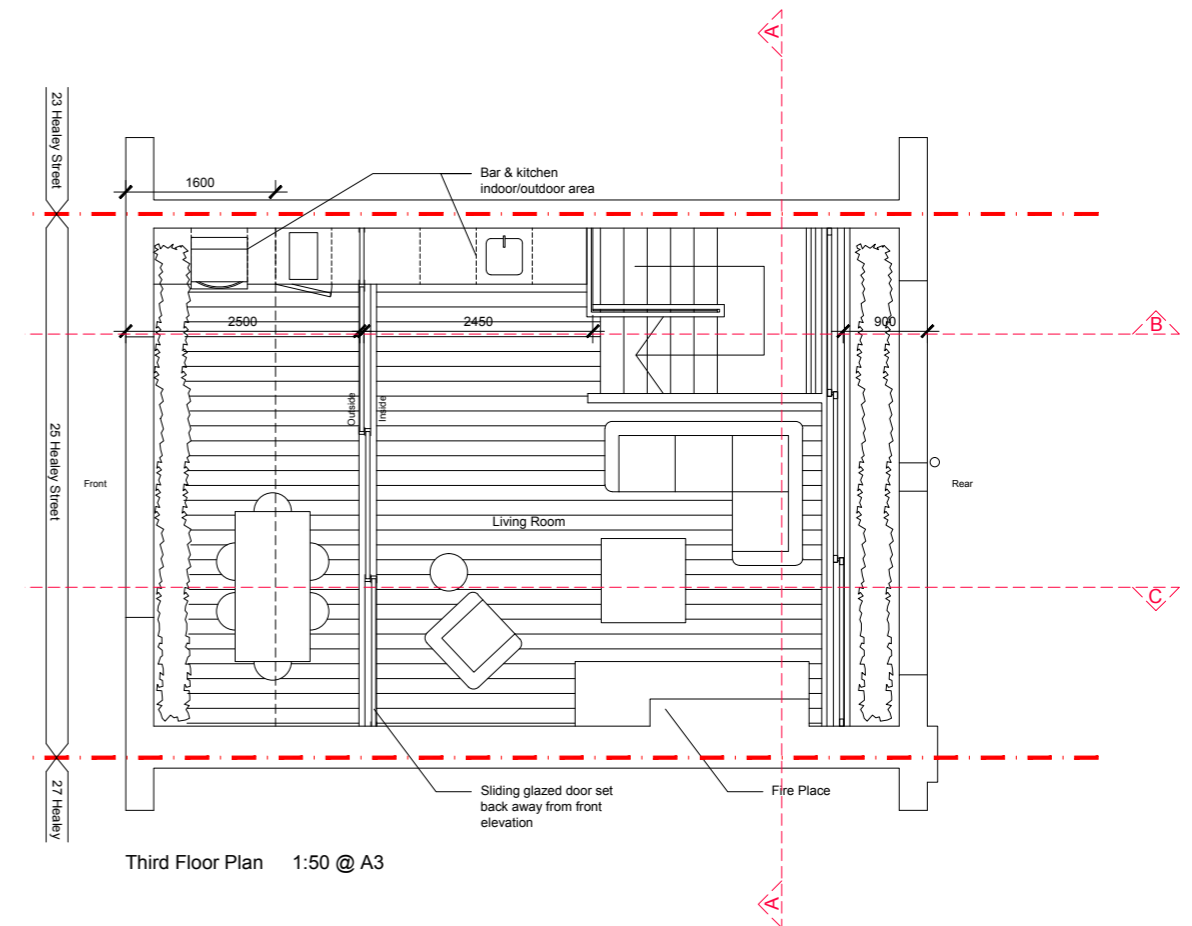 A
23 Healey Street
1600
Bar & kitchen
indoor/outdoor area
2500
2450
900
B
Outside
Inside
25 Healey Street
Front
Rear
Living Room
C
27 Healey
Sliding glazed door set
back away from front
elevation
Fire Place
Third Floor Plan 1:50 @ A3
A